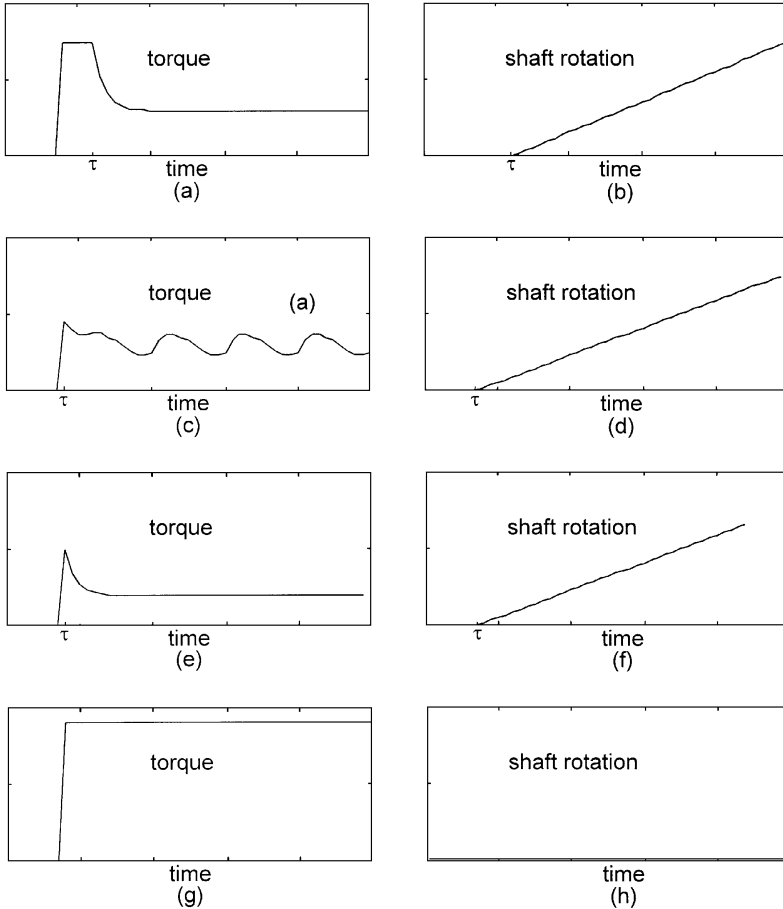 torque
shaft rotation
τ
τ
time
time
(a)
(b)
torque
(a)
shaft rotation
τ
τ
time
time
(c)
(d)
torque
shaft rotation
τ
τ
time
time
(e)
(f)
torque
shaft rotation
time
time
(g)
(h)